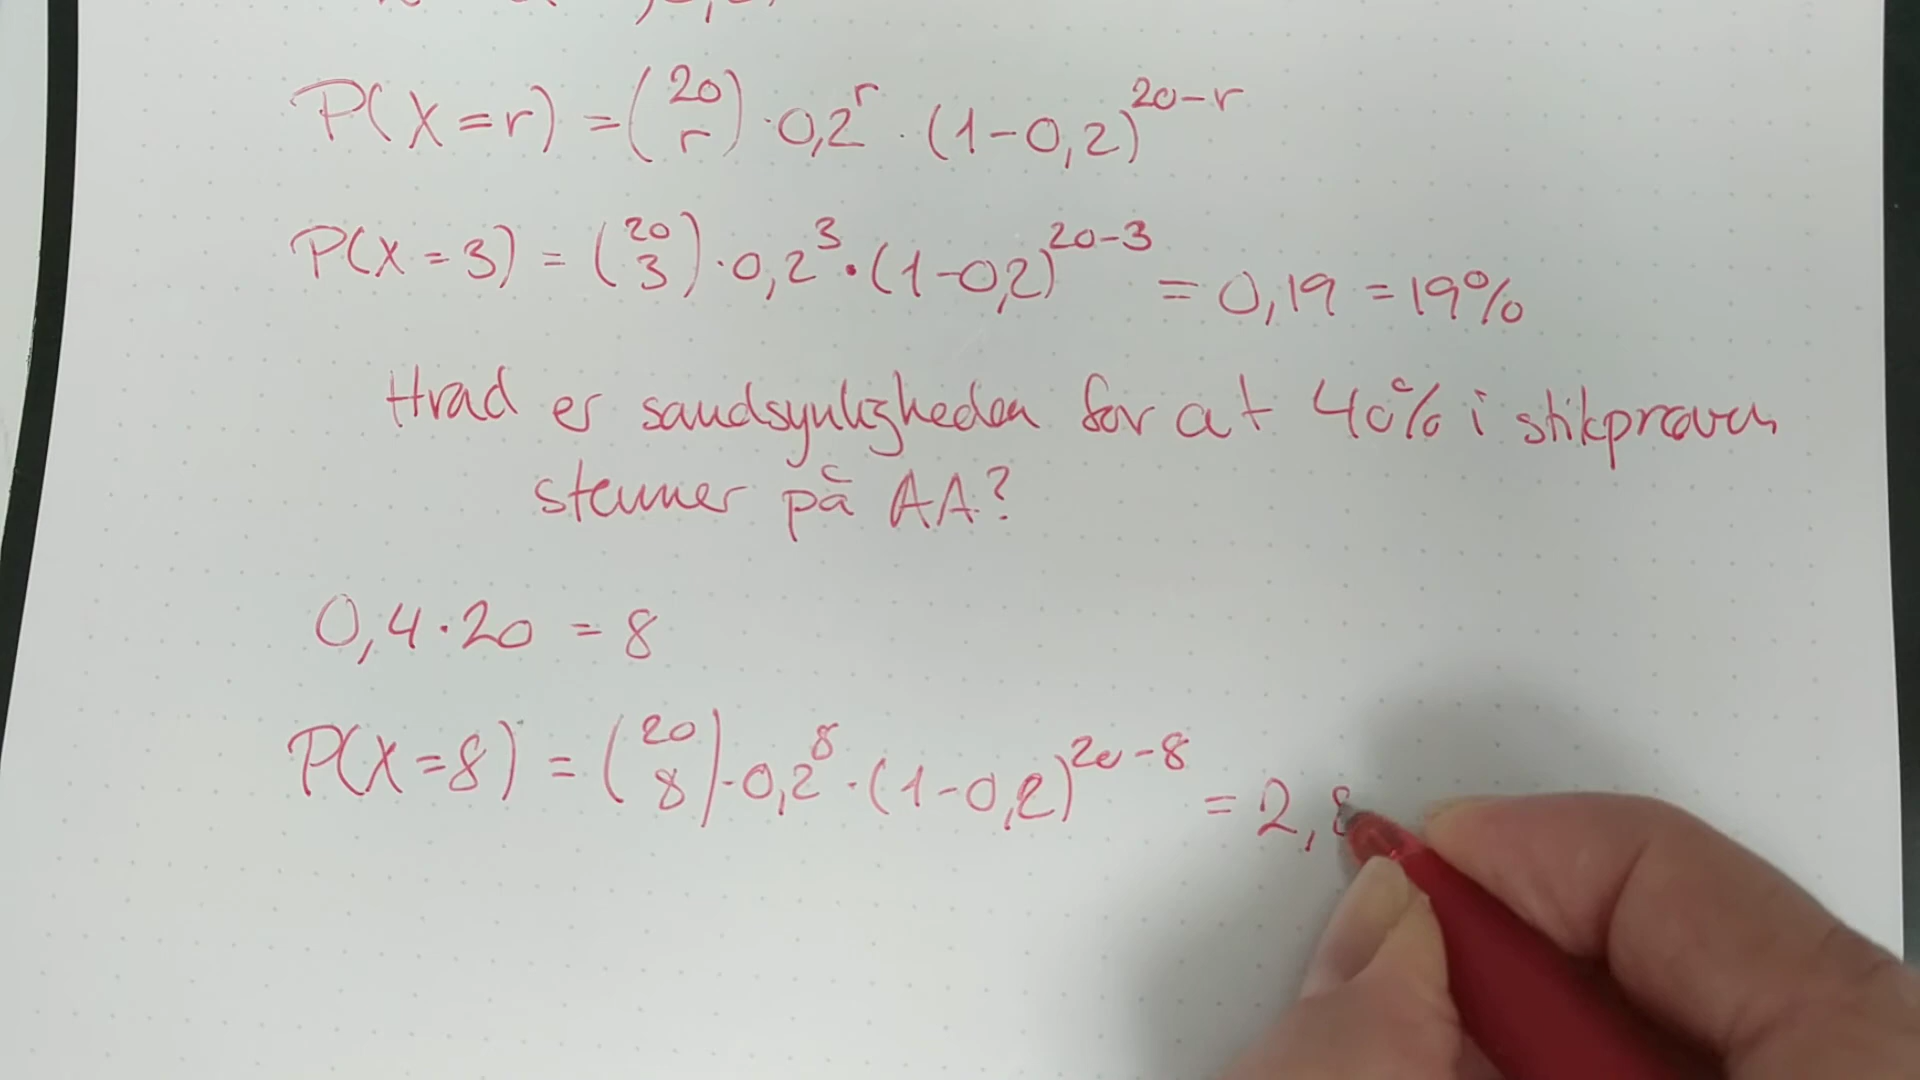 P(X=r) = (20 r) · 0,2^r · (1-0,2)^20-r
P(X=3) = (20 3) · 0,2^3 · (1-0,2)^20-3 = 0,19 = 19%
Hvad er sandsynligheden for at 40% i stikprøven
stemmer på AA?
0,4 · 20 = 8
P(X=8) = (20 8) · 0,2^8 · (1-0,2)^20-8 = 2,8